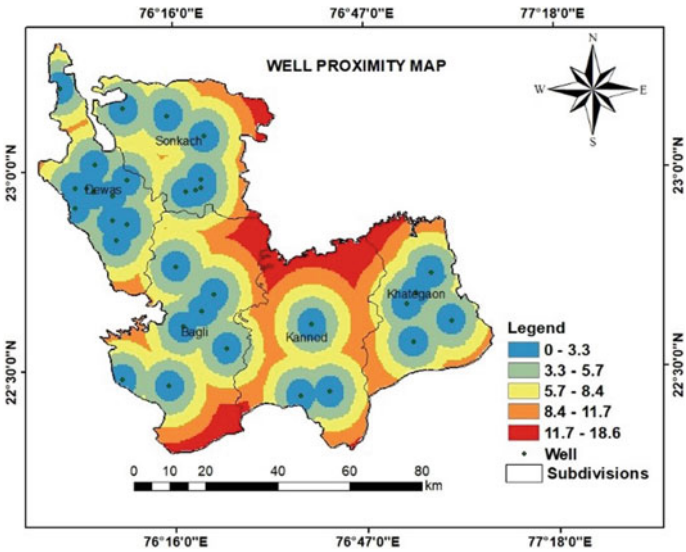 76°16'0"E 76°47'0"E 77°18'0"E
WELL PROXIMITY MAP
N
W E
S
23°0'0"N 23°0'0"N
Sonkach
Dewas
Khategaon
Bagli Kannod
22°30'0"N 22°30'0"N
Legend
0 - 3.3
3.3 - 5.7
5.7 - 8.4
8.4 - 11.7
11.7 - 18.6
Well
Subdivisions
0 10 20 40 60 80
km
76°16'0"E 76°47'0"E 77°18'0"E